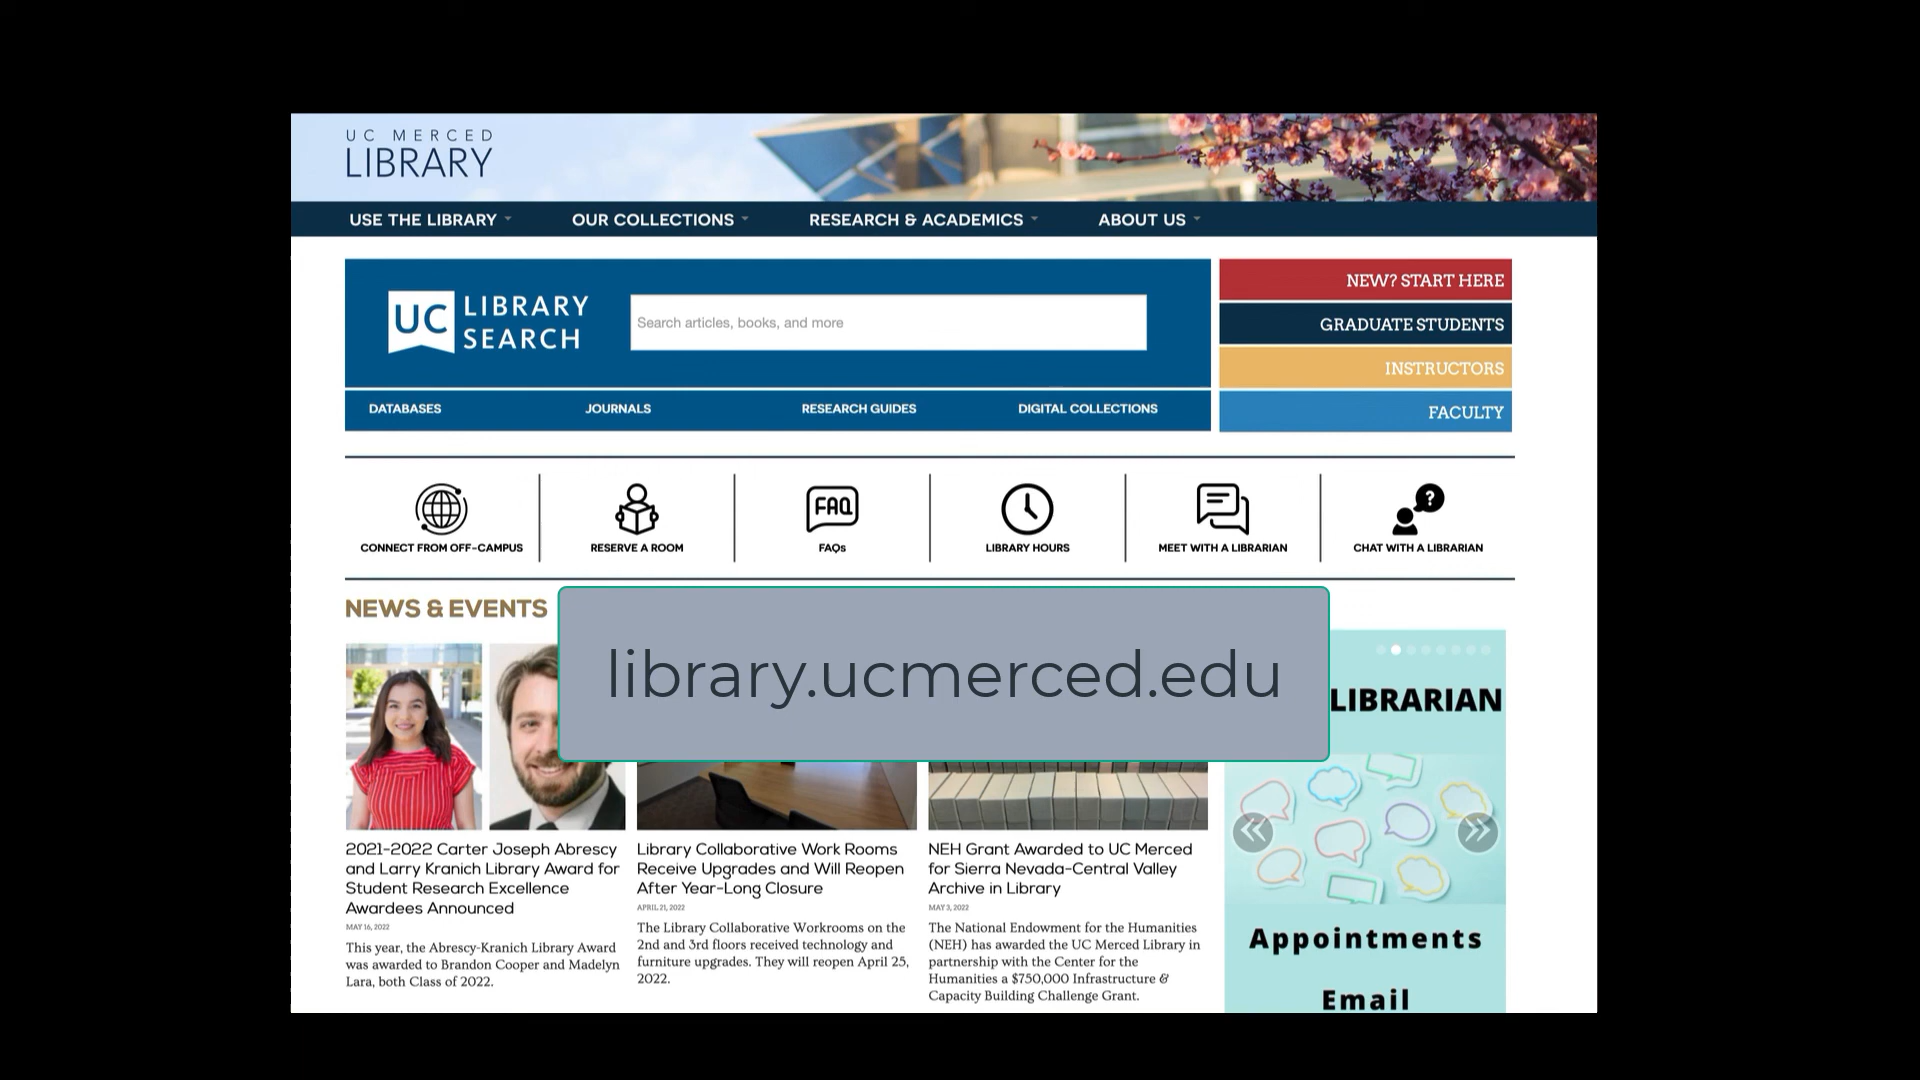 UC MERCED
LIBRARY
USE THE LIBRARY
OUR COLLECTIONS
RESEARCH & ACADEMICS
ABOUT US
UC LIBRARY
SEARCH
Search articles, books, and more
NEW? START HERE
GRADUATE STUDENTS
INSTRUCTORS
FACULTY
DATABASES
JOURNALS
RESEARCH GUIDES
DIGITAL COLLECTIONS
FAQ
?
CONNECT FROM OFF-CAMPUS
RESERVE A ROOM
FAQs
LIBRARY HOURS
MEET WITH A LIBRARIAN
CHAT WITH A LIBRARIAN
NEWS & EVENTS
library.ucmerced.edu
2021-2022 Carter Joseph Abrescy
and Larry Kranich Library Award for
Student Research Excellence
Awardees Announced
MAY 16, 2022
This year, the Abrescy-Kranich Library Award
was awarded to Brandon Cooper and Madelyn
Lara, both Class of 2022.
Library Collaborative Work Rooms
Receive Upgrades and Will Reopen
After Year-Long Closure
APRIL 21, 2022
The Library Collaborative Workrooms on the
2nd and 3rd floors received technology and
furniture upgrades. They will reopen April 25,
2022.
NEH Grant Awarded to UC Merced
for Sierra Nevada-Central Valley
Archive in Library
MAY 3, 2022
The National Endowment for the Humanities
(NEH) has awarded the UC Merced Library in
partnership with the Center for the
Humanities a $750,000 Infrastructure &
Capacity Building Challenge Grant.
LIBRARIAN
Appointments
Email